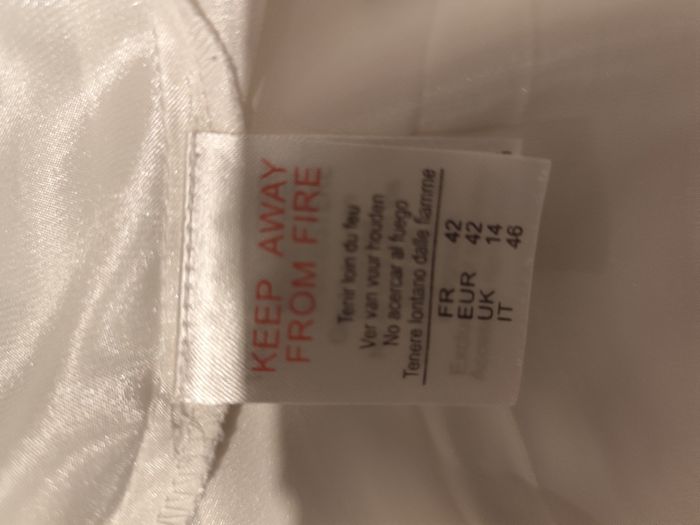 KEEP AWAY
FROM FIRE
Tenir loin du feu
Ver van vuur houden
No acercar al fuego
Tenere lontano dalle fiamme
FR 42
EUR 42
UK 14
IT 46